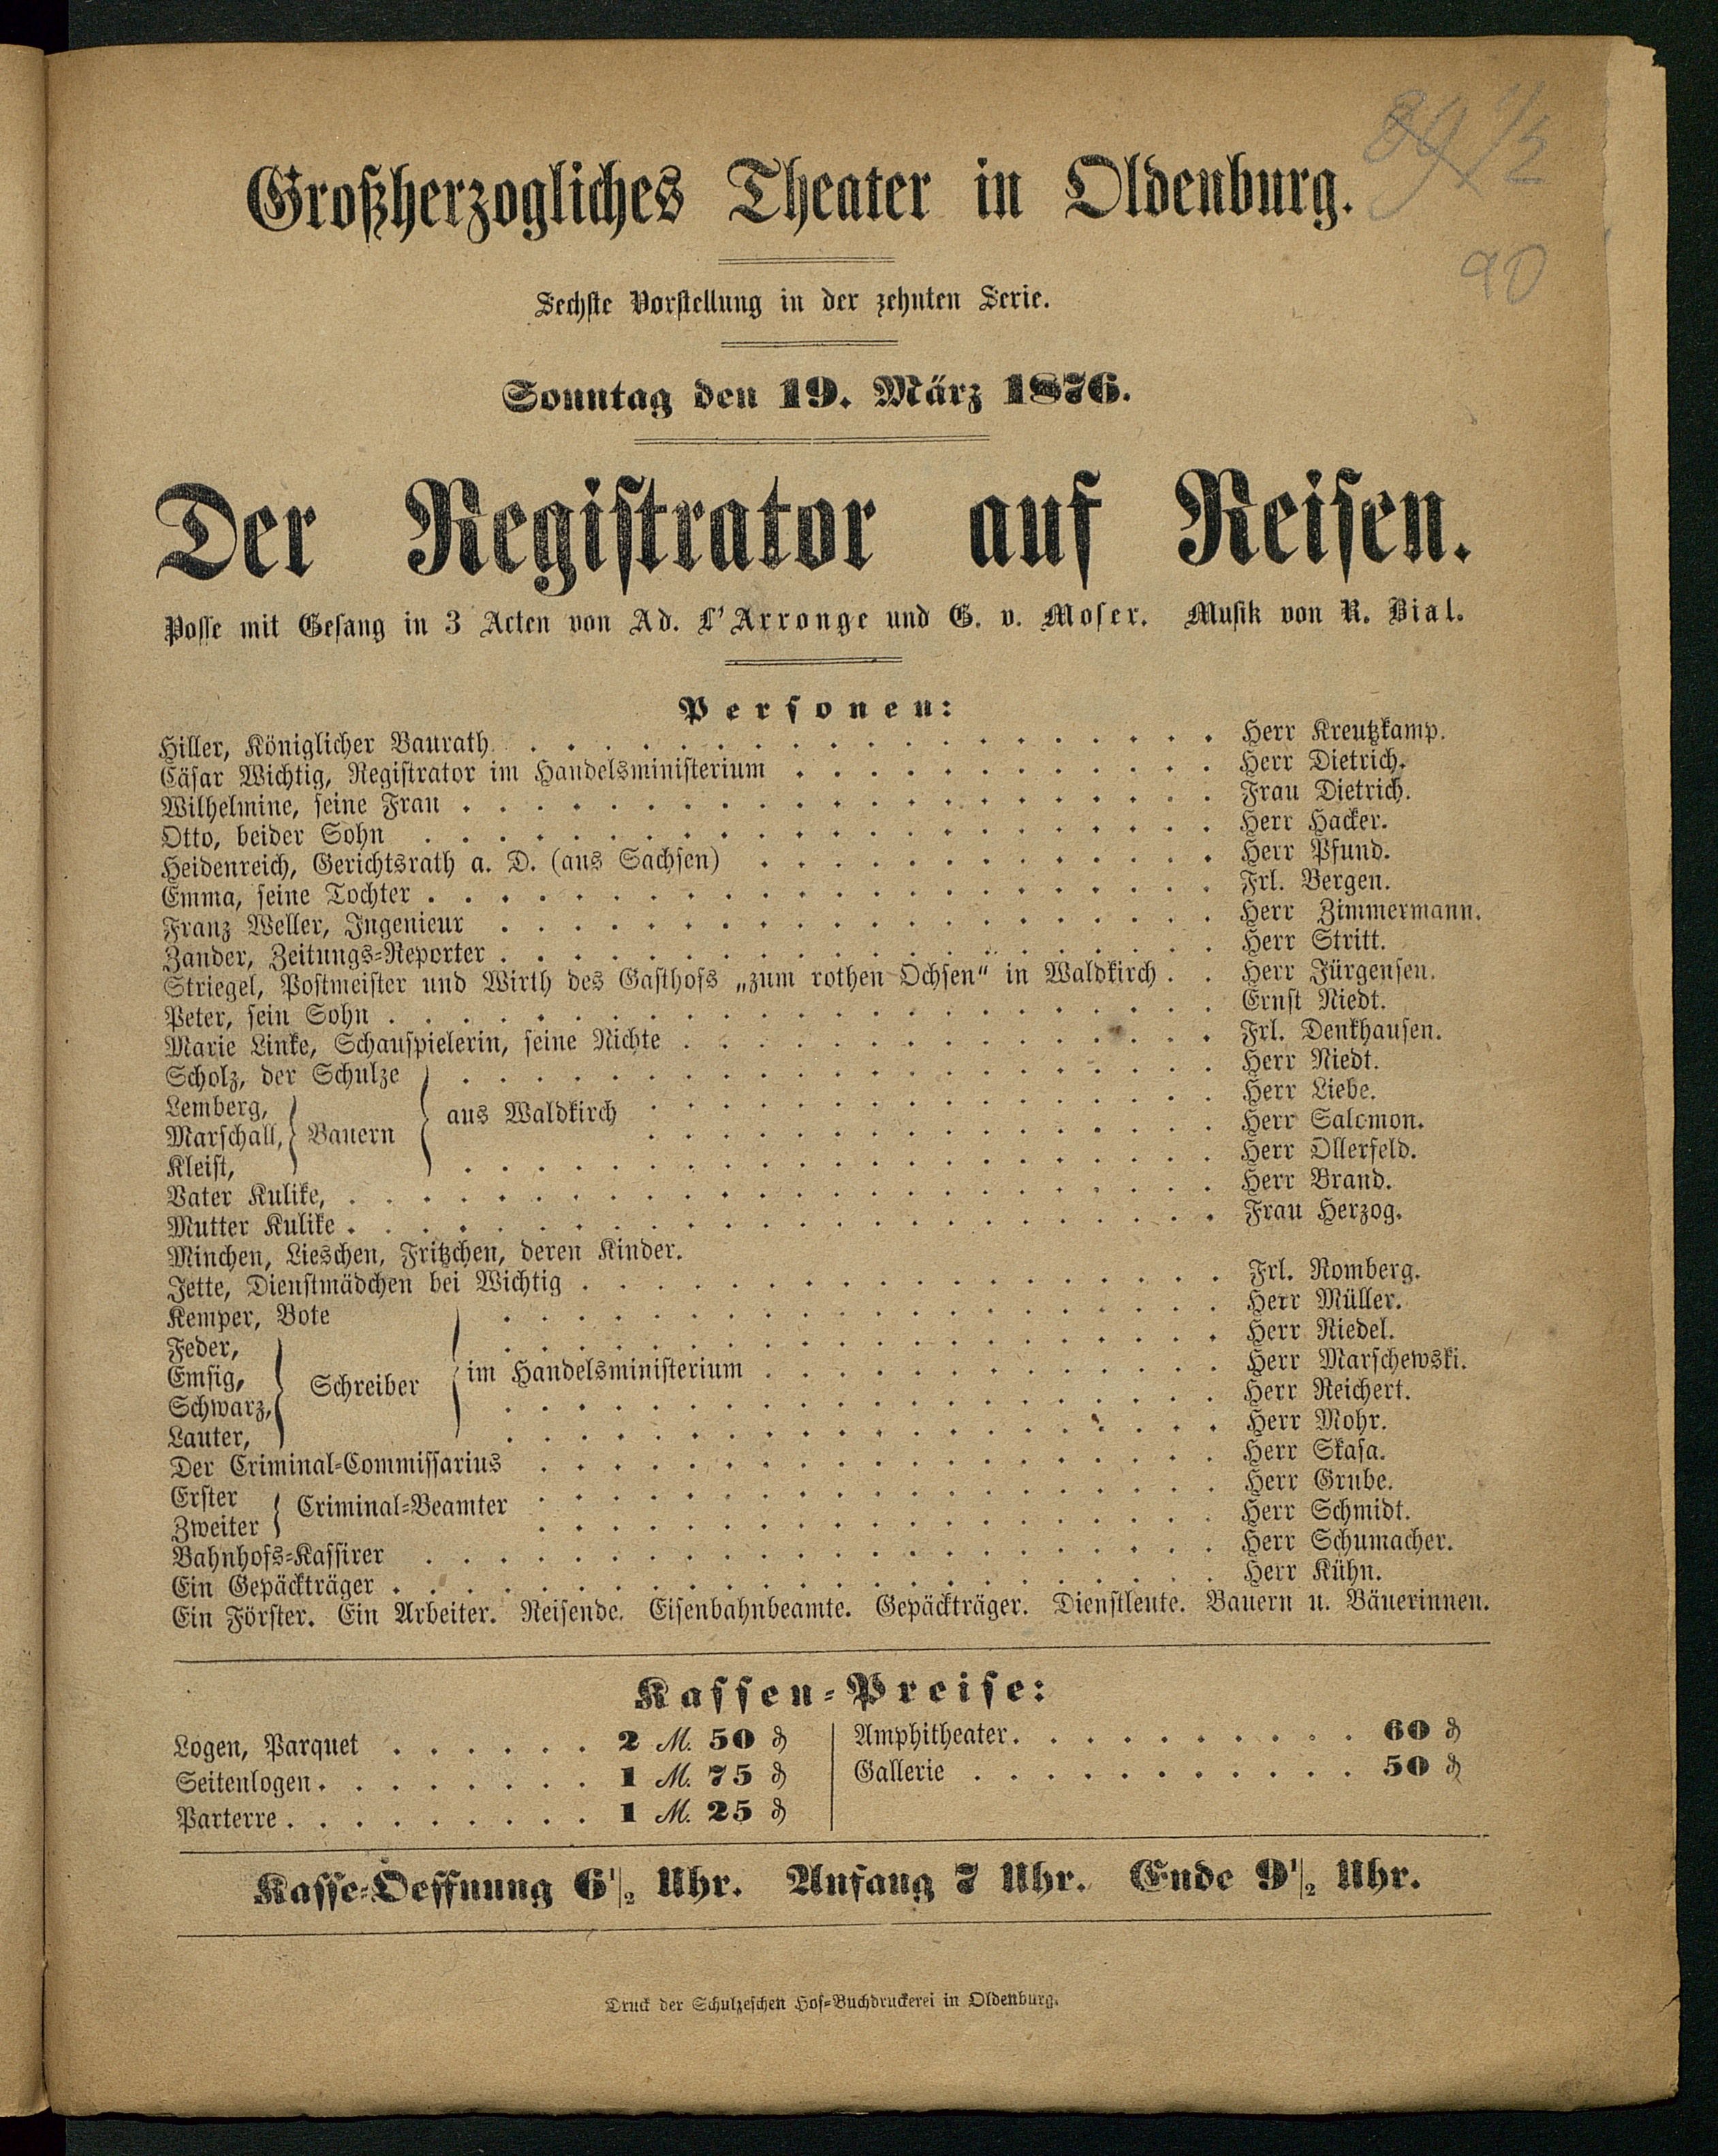 Großherzogliches Theater in Oldenburg.
90
Sechste Vorstellung in der zehnten Serie.
Sonntag den 19. März 1876.
Der Registrator auf Reisen.
Posse mit Gesang in 3 Acten von Ad. L'Arronge und G. v. Moser. Musik von R. Bial.
Personen:
Hiller, Königlicher Baurath . . . . . Herr Kreutzkamp.
Cäsar Wichtig, Registrator im Handelsministerium . . . . . Herr Dietrich.
Wilhelmine, seine Frau . . . . . Frau Dietrich.
Otto, beider Sohn . . . . . Herr Hacker.
Heidenreich, Gerichtsrath a. D. (aus Sachsen) . . . . . Herr Pfund.
Emma, seine Tochter . . . . . Frl. Bergen.
Franz Weller, Ingenieur . . . . . Herr Zimmermann.
Zander, Zeitungs-Reporter . . . . . Herr Stritt.
Striegel, Postmeister und Wirth des Gasthofs „zum rothen Ochsen“ in Waldkirch . . Herr Jürgensen.
Peter, sein Sohn . . . . . Ernst Niedt.
Marie Linke, Schauspielerin, seine Nichte . . . . . Frl. Denkhausen.
Scholz, der Schulze . . . . . Herr Niedt.
Lemberg, . . . . . Herr Liebe.
Marschall, Bauern aus Waldkirch . . . . . Herr Salomon.
Kleist, . . . . . Herr Ollerfeld.
Vater Kulike, . . . . . Herr Brand.
Mutter Kulike . . . . . Frau Herzog.
Minchen, Lieschen, Fritzchen, deren Kinder.
Jette, Dienstmädchen bei Wichtig . . . . . Frl. Romberg.
Kemper, Bote . . . . . Herr Müller.
Feder, . . . . . Herr Riedel.
Emsig, Schreiber im Handelsministerium . . . . . Herr Marschewski.
Schwarz, . . . . . Herr Reichert.
Lauter, . . . . . Herr Mohr.
Der Criminal-Commissarius . . . . . Herr Skasa.
Erster Criminal-Beamter . . . . . Herr Grube.
Zweiter . . . . . Herr Schmidt.
Bahnhofs-Kassirer . . . . . Herr Schumacher.
Ein Gepäckträger . . . . . Herr Kühn.
Ein Förster. Ein Arbeiter. Reisende. Eisenbahnbeamte. Gepäckträger. Dienstleute. Bauern u. Bäuerinnen.
Kassen-Preise:
Logen, Parquet . . . . . . 2 M. 50 ₰
Seitenlogen . . . . . . . . 1 M. 75 ₰
Parterre . . . . . . . . . 1 M. 25 ₰
Amphitheater . . . . . . . . . . 60 ₰
Gallerie . . . . . . . . . . . 50 ₰
Kasse-Oeffnung 6 1/2 Uhr. Anfang 7 Uhr. Ende 9 1/2 Uhr.
Druck der Schulzeschen Hof-Buchdruckerei in Oldenburg.